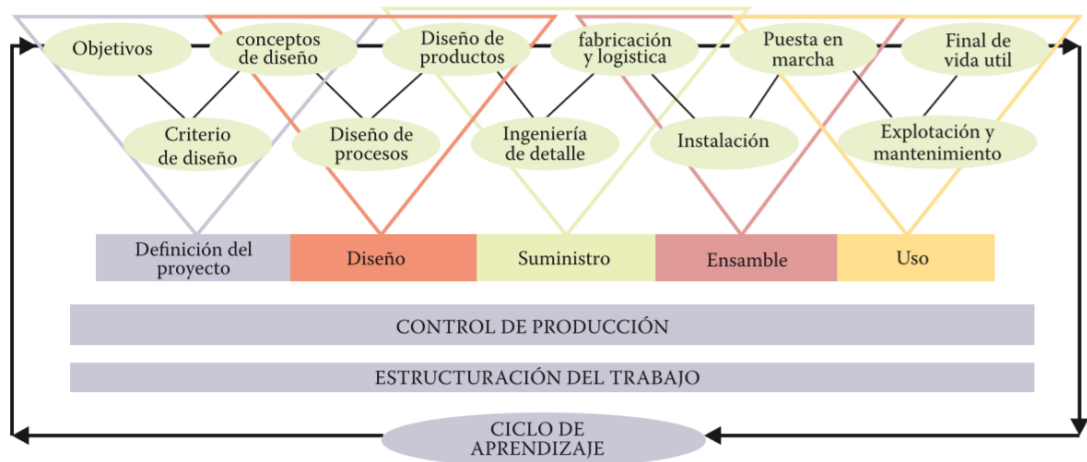 Objetivos
conceptos
de diseño
Diseño de
productos
fabricación
y logistica
Puesta en
marcha
Final de
vida util
Criterio
de diseño
Diseño de
procesos
Ingeniería
de detalle
Instalación
Explotación y
mantenimiento
Definición del
proyecto
Diseño
Suministro
Ensamble
Uso
CONTROL DE PRODUCCIÓN
ESTRUCTURACIÓN DEL TRABAJO
CICLO DE
APRENDIZAJE